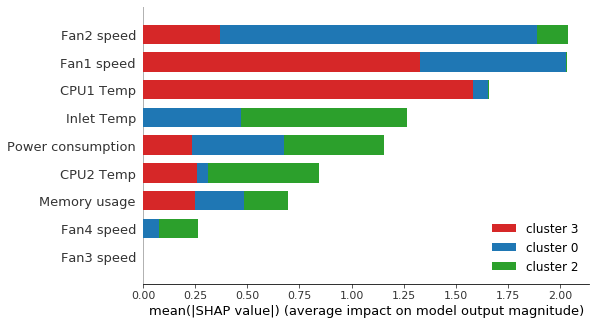 Fan2 speed
Fan1 speed
CPU1 Temp
Inlet Temp
Power consumption
CPU2 Temp
Memory usage
Fan4 speed
Fan3 speed
cluster 3
cluster 0
cluster 2
0.00 0.25 0.50 0.75 1.00 1.25 1.50 1.75 2.00
mean(|SHAP value|) (average impact on model output magnitude)